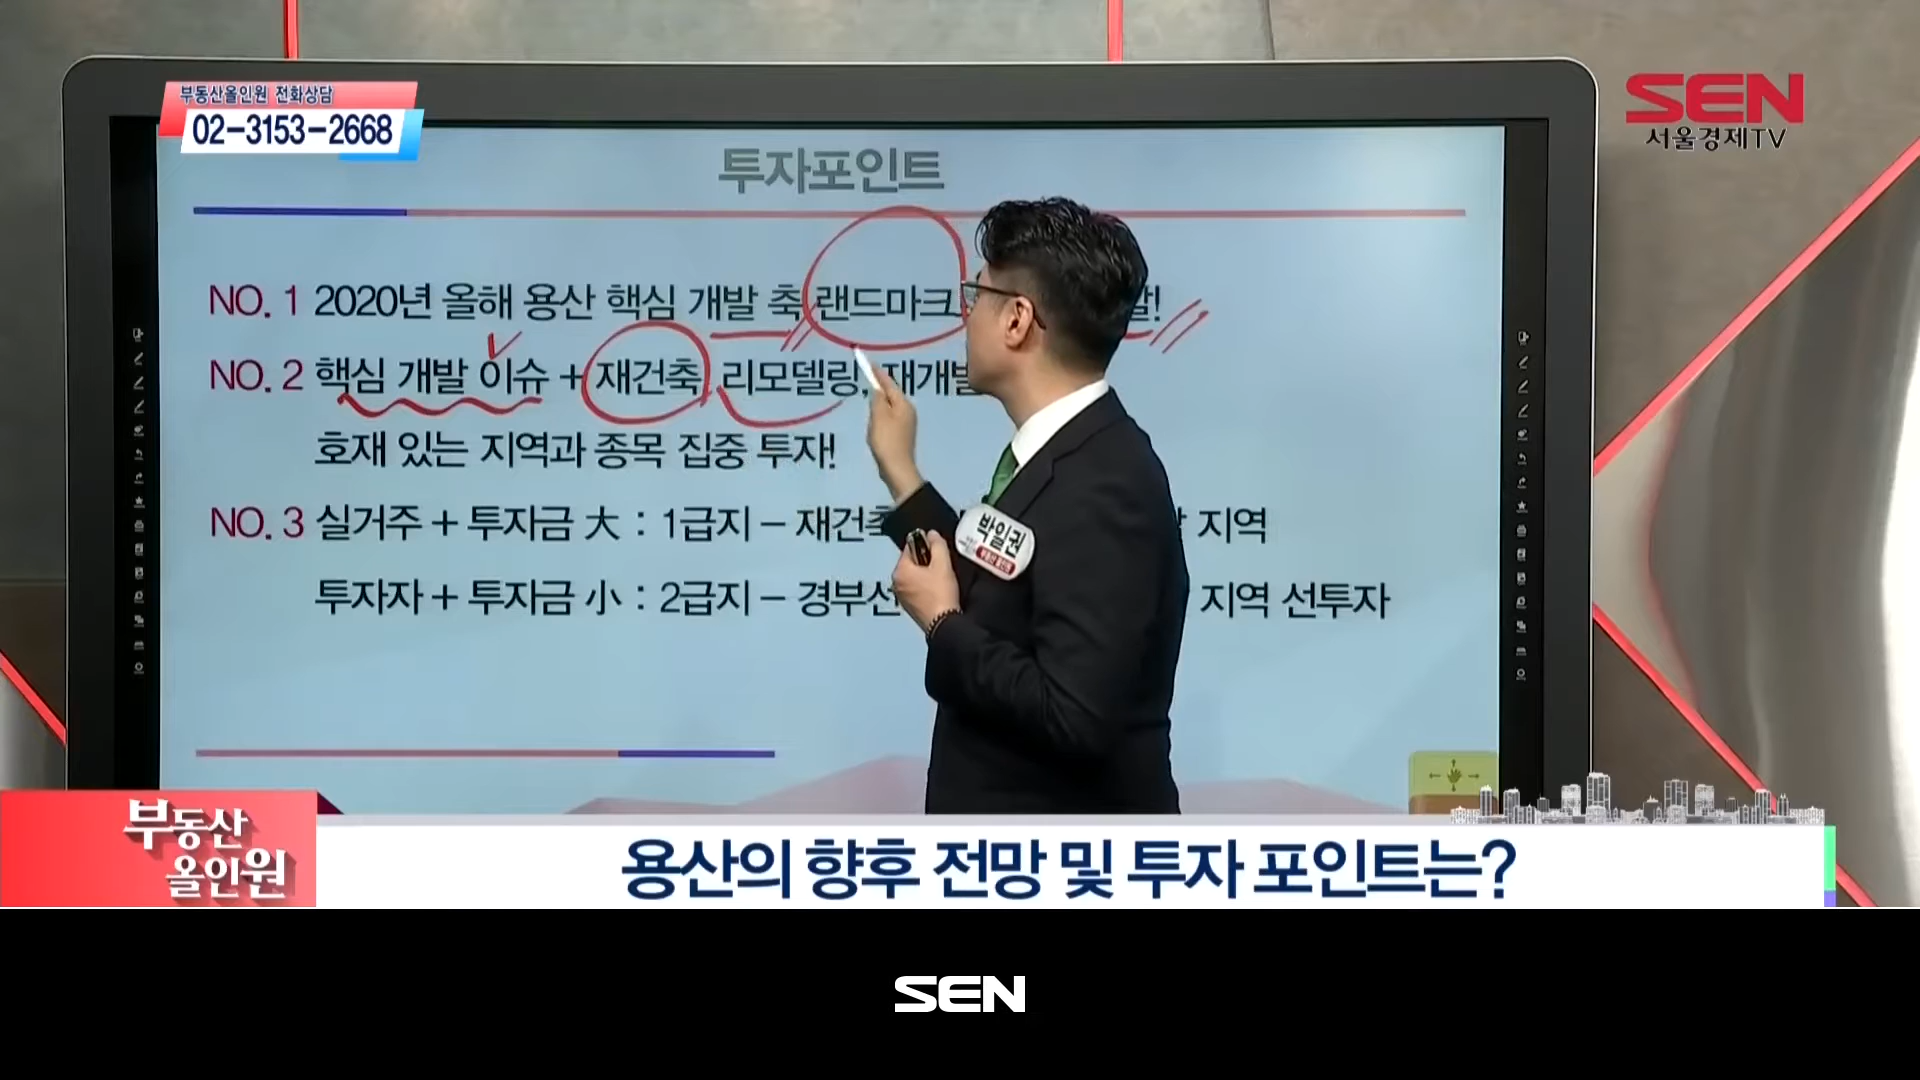 부동산올인원 전화상담
02-3153-2668
SEN
서울경제TV
투자포인트
NO. 1 2020년 올해 용산 핵심 개발 축 랜드마크
NO. 2 핵심 개발 이슈 + 재건축, 리모델링, 재개발
호재 있는 지역과 종목 집중 투자!
NO. 3 실거주 + 투자금 大 : 1급지 - 재건축 지역
투자자 + 투자금 小 : 2급지 - 경부선 지역 선투자
박일권
부동산
올인원
용산의 향후 전망 및 투자 포인트는?
SEN